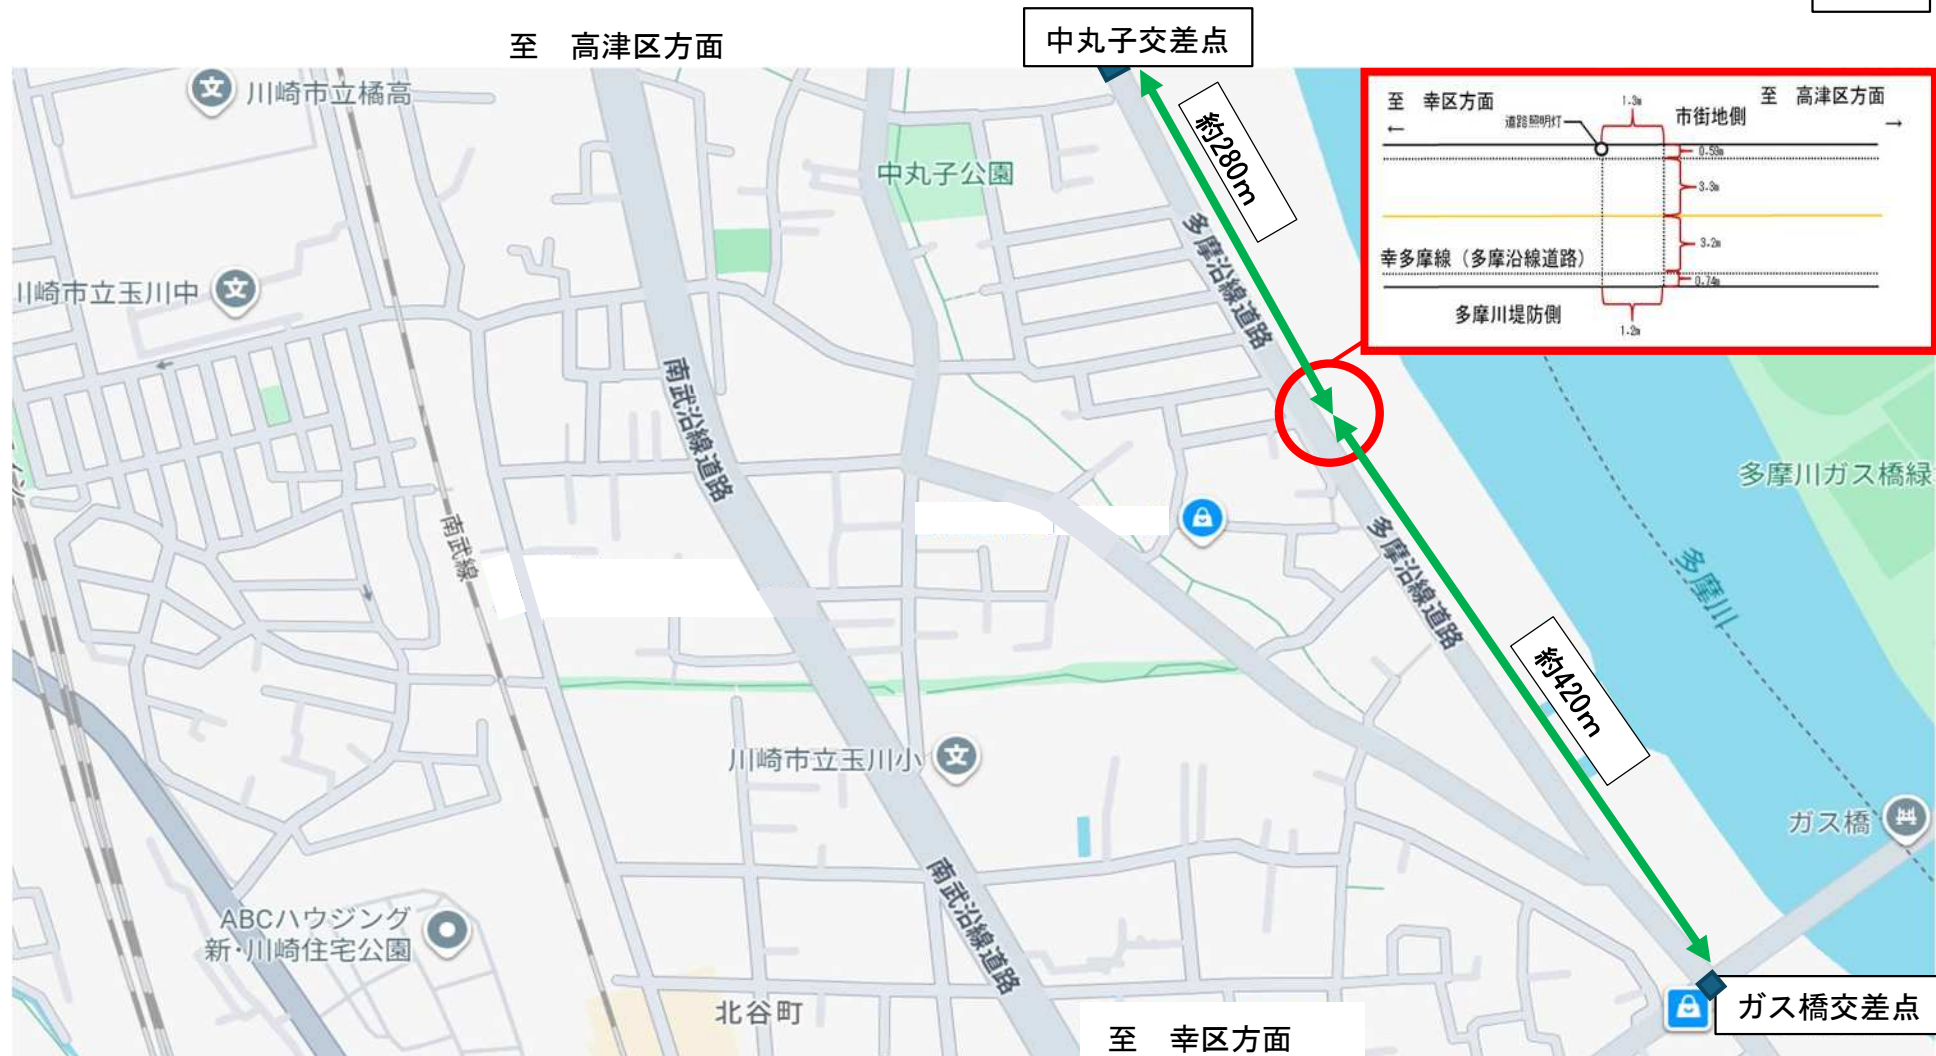 至　高津区方面
中丸子交差点
川崎市立橘高
約280m
至　幸区方面
←
至　高津区方面
→
道路照明灯
1.3m
市街地側
0.59m
3.3m
3.2m
0.74m
幸多摩線（多摩沿線道路）
多摩川堤防側
1.2m
中丸子公園
多摩沿線道路
川崎市立玉川中
南武沿線道路
南武線
多摩川ガス橋緑
多摩沿線道路
多摩川
約420m
川崎市立玉川小
ガス橋
南武沿線道路
ABCハウジング
新・川崎住宅公園
北谷町
ガス橋交差点
至　幸区方面